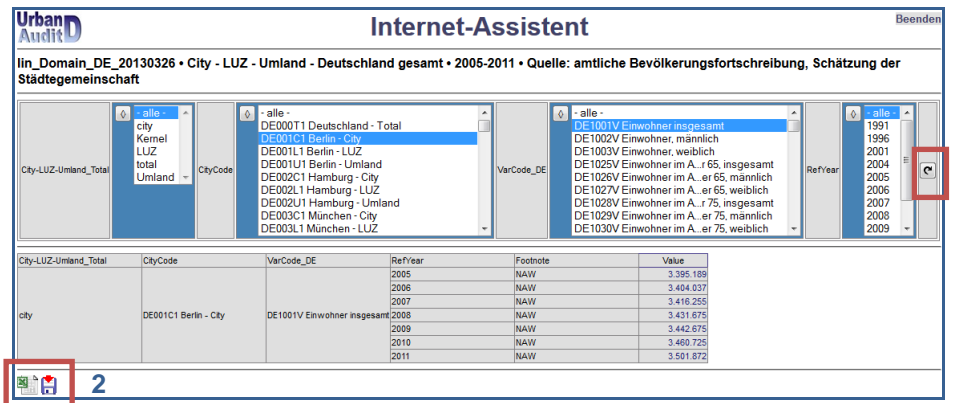 Urban Audit D
Internet-Assistent
Beenden
lin_Domain_DE_20130326 • City - LUZ - Umland - Deutschland gesamt • 2005-2011 • Quelle: amtliche Bevölkerungsfortschreibung, Schätzung der
Städtegemeinschaft
City-LUZ-Umland_Total
- alle -
city
Kernel
LUZ
total
Umland
CityCode
- alle -
DE000T1 Deutschland - Total
DE001C1 Berlin - City
DE001L1 Berlin - LUZ
DE001U1 Berlin - Umland
DE002C1 Hamburg - City
DE002L1 Hamburg - LUZ
DE002U1 Hamburg - Umland
DE003C1 München - City
DE003L1 München - LUZ
VarCode_DE
- alle -
DE1001V Einwohner insgesamt
DE1002V Einwohner, männlich
DE1003V Einwohner, weiblich
DE1025V Einwohner im A...r 65, insgesamt
DE1026V Einwohner im A...er 65, männlich
DE1027V Einwohner im A...er 65, weiblich
DE1028V Einwohner im A...r 75, insgesamt
DE1029V Einwohner im A...er 75, männlich
DE1030V Einwohner im A...er 75, weiblich
RefYear
- alle -
1991
1996
2001
2004
2005
2006
2007
2008
2009
City-LUZ-Umland_Total CityCode VarCode_DE RefYear Footnote Value
2005 NAW 3.395.189
2006 NAW 3.404.037
2007 NAW 3.416.255
city DE001C1 Berlin - City DE1001V Einwohner insgesamt 2008 NAW 3.431.675
2009 NAW 3.442.675
2010 NAW 3.460.725
2011 NAW 3.501.872
2